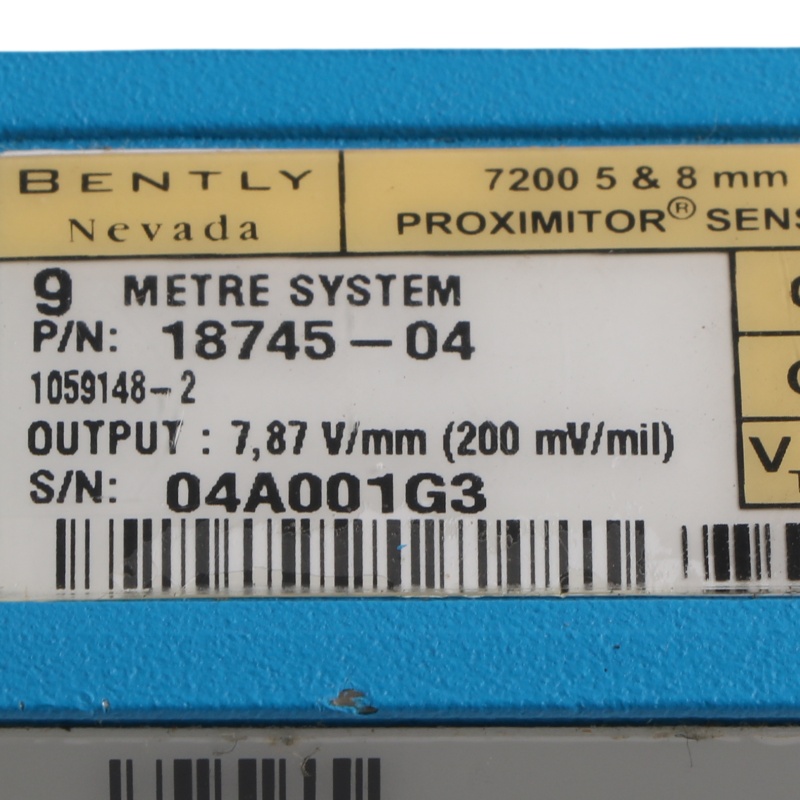 BENTLY
Nevada
7200 5 & 8 mm
PROXIMITOR® SENS
9 METRE SYSTEM
P/N: 18745-04
1059148-2
OUTPUT : 7,87 V/mm (200 mV/mil)
S/N: 04A001G3
V